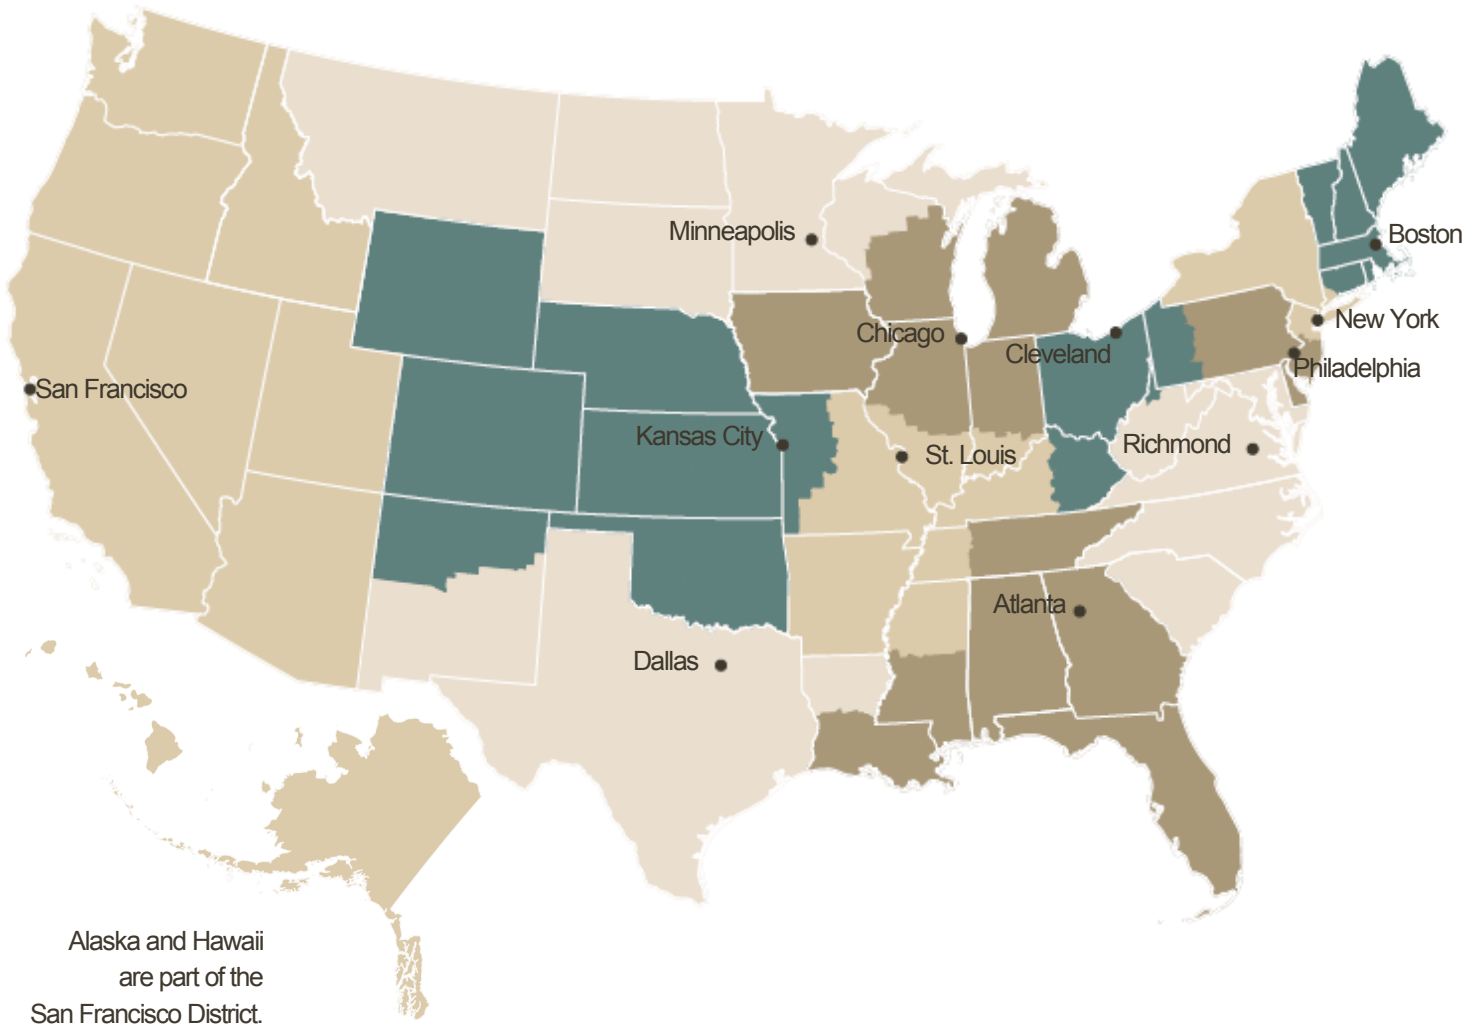 Minneapolis
Boston
New York
Chicago
Cleveland
Philadelphia
San Francisco
Kansas City
St. Louis
Richmond
Atlanta
Dallas
Alaska and Hawaii
are part of the
San Francisco District.